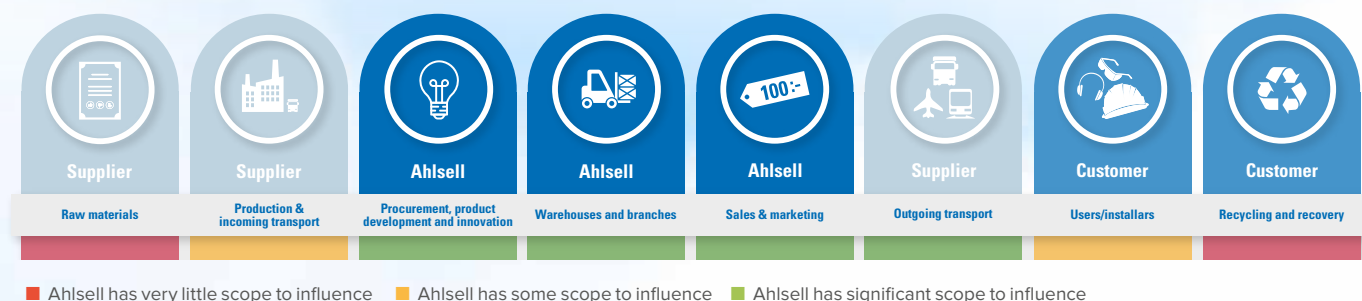 100:-
Supplier
Supplier
Ahlsell
Ahlsell
Ahlsell
Supplier
Customer
Customer
Raw materials
Production &
incoming transport
Procurement, product
development and innovation
Warehouses and branches
Sales & marketing
Outgoing transport
Users/installars
Recycling and recovery
Ahlsell has very little scope to influence
Ahlsell has some scope to influence
Ahlsell has significant scope to influence